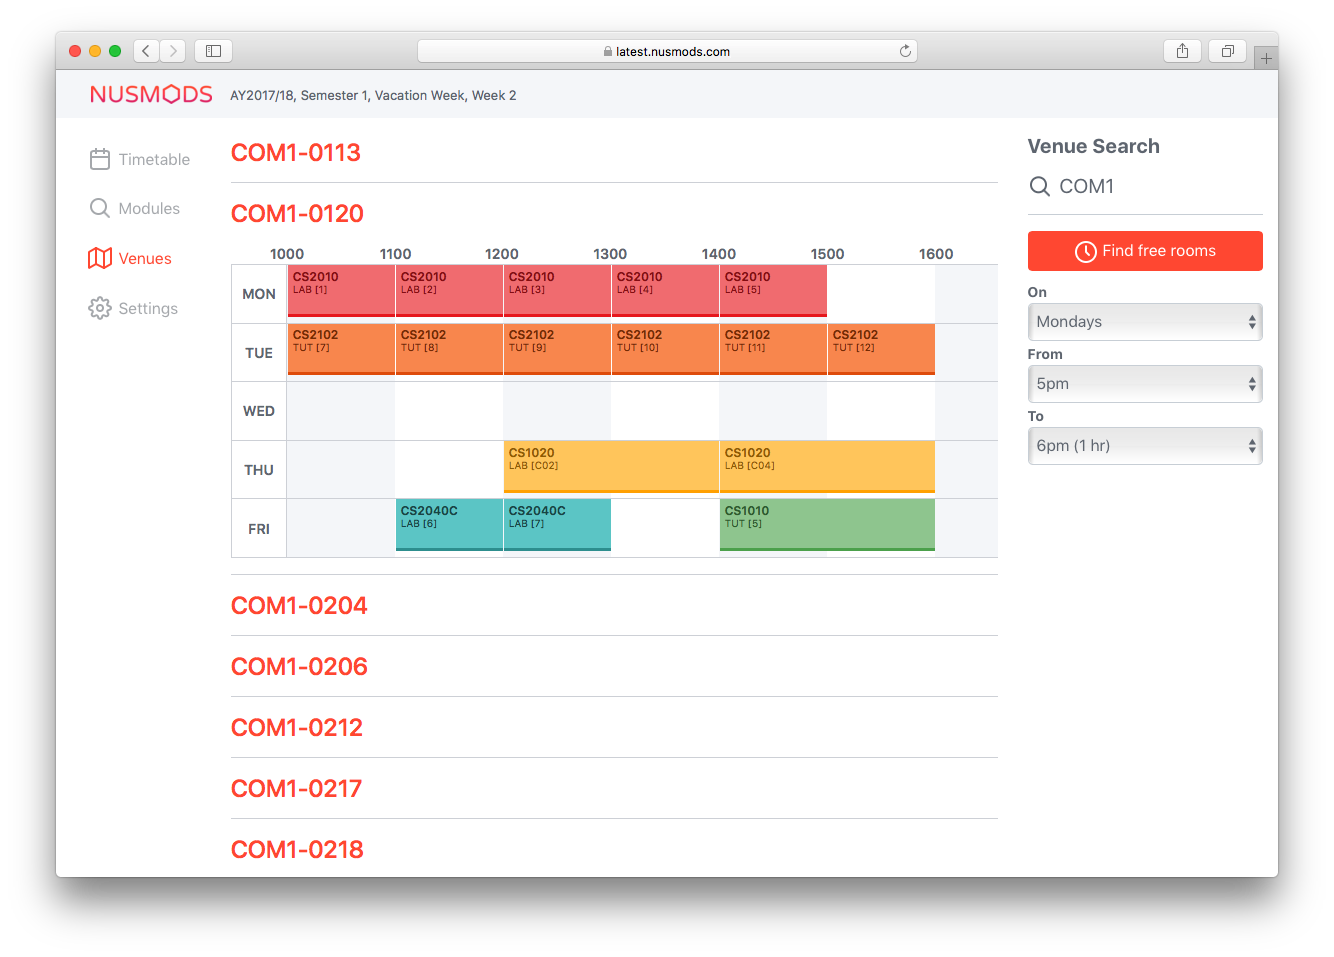 latest.nusmods.com
NUSMODS
AY2017/18, Semester 1, Vacation Week, Week 2
Timetable
Modules
Venues
Settings
COM1-0113
COM1-0120
1000 1100 1200 1300 1400 1500 1600
MON
CS2010 CS2010 CS2010 CS2010 CS2010
LAB [1] LAB [2] LAB [3] LAB [4] LAB [5]
TUE
CS2102 CS2102 CS2102 CS2102 CS2102 CS2102
TUT [7] TUT [8] TUT [9] TUT [10] TUT [11] TUT [12]
WED
THU
CS1020 CS1020
LAB [C02] LAB [C04]
FRI
CS2040C CS2040C CS1010
LAB [6] LAB [7] TUT [5]
COM1-0204
COM1-0206
COM1-0212
COM1-0217
COM1-0218
Venue Search
COM1
Find free rooms
On
Mondays
From
5pm
To
6pm (1 hr)